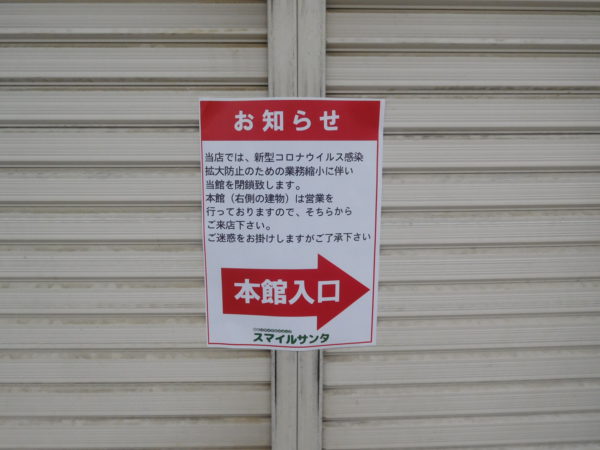 お知らせ
当店では、新型コロナウイルス感染
拡大防止のための業務縮小に伴い
当館を閉鎖致します。
本館（右側の建物）は営業を
行っておりますので、そちらから
ご来店下さい。
ご迷惑をお掛けしますがご了承下さい
本館入口
スマイルサンタ